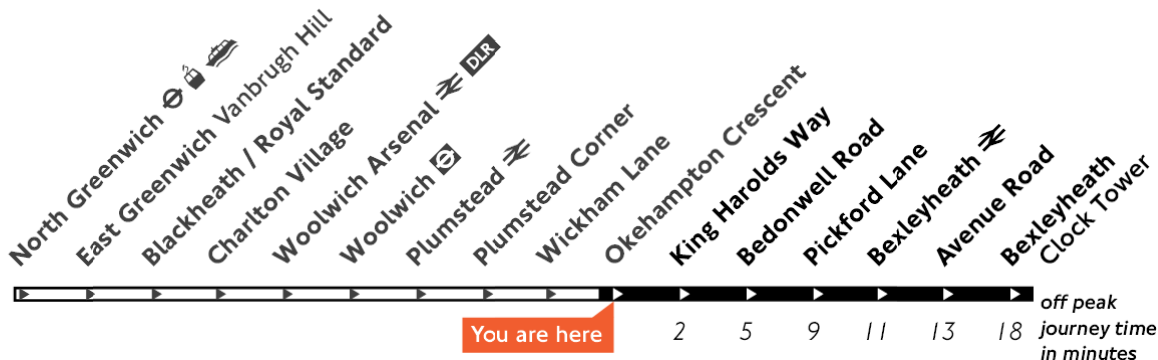 North Greenwich
East Greenwich Vanbrugh Hill
Blackheath / Royal Standard
Charlton Village
Woolwich Arsenal DLR
Woolwich
Plumstead
Plumstead Corner
Wickham Lane
Okehampton Crescent
King Harolds Way
Bedonwell Road
Pickford Lane
Bexleyheath
Avenue Road
Bexleyheath
Clock Tower
You are here
2 5 9 11 13 18
off peak
journey time
in minutes